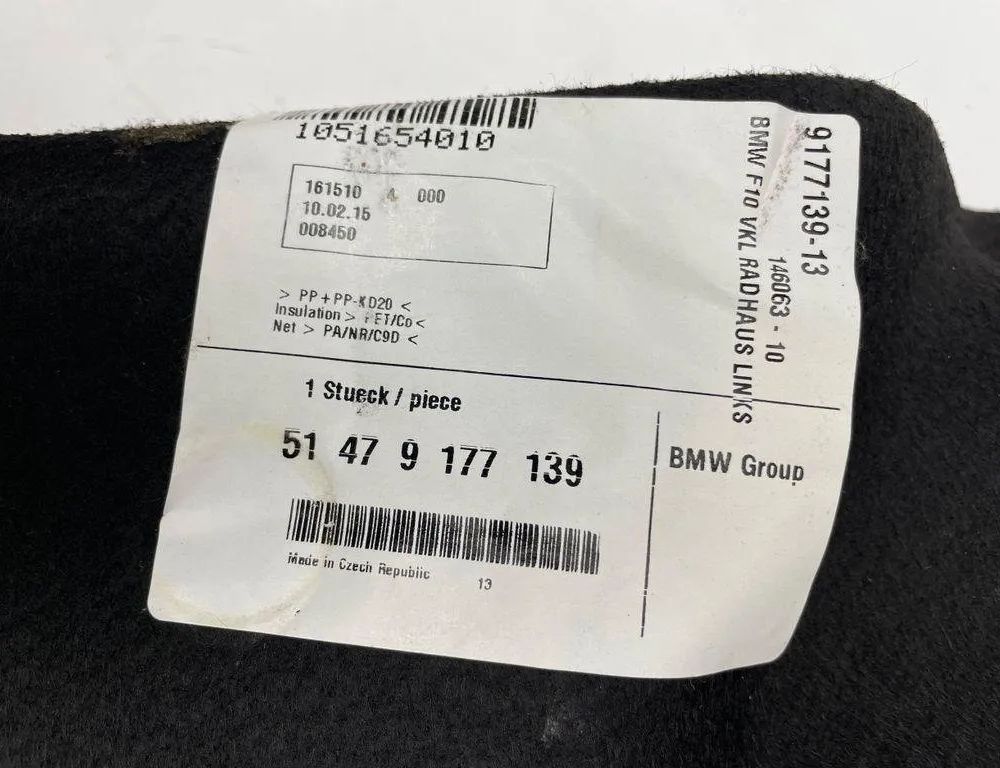 1051654010
161510 4 000
10.02.15
008450
> PP+PP-KD20 <
Insulation > ET/Co <
Net > PA/NR/C9D <
9177139-13
146063 - 10
BMW F10 VKL RADHAUS LINKS
1 Stueck / piece
51 47 9 177 139
BMW Group
Made in Czech Republic 13